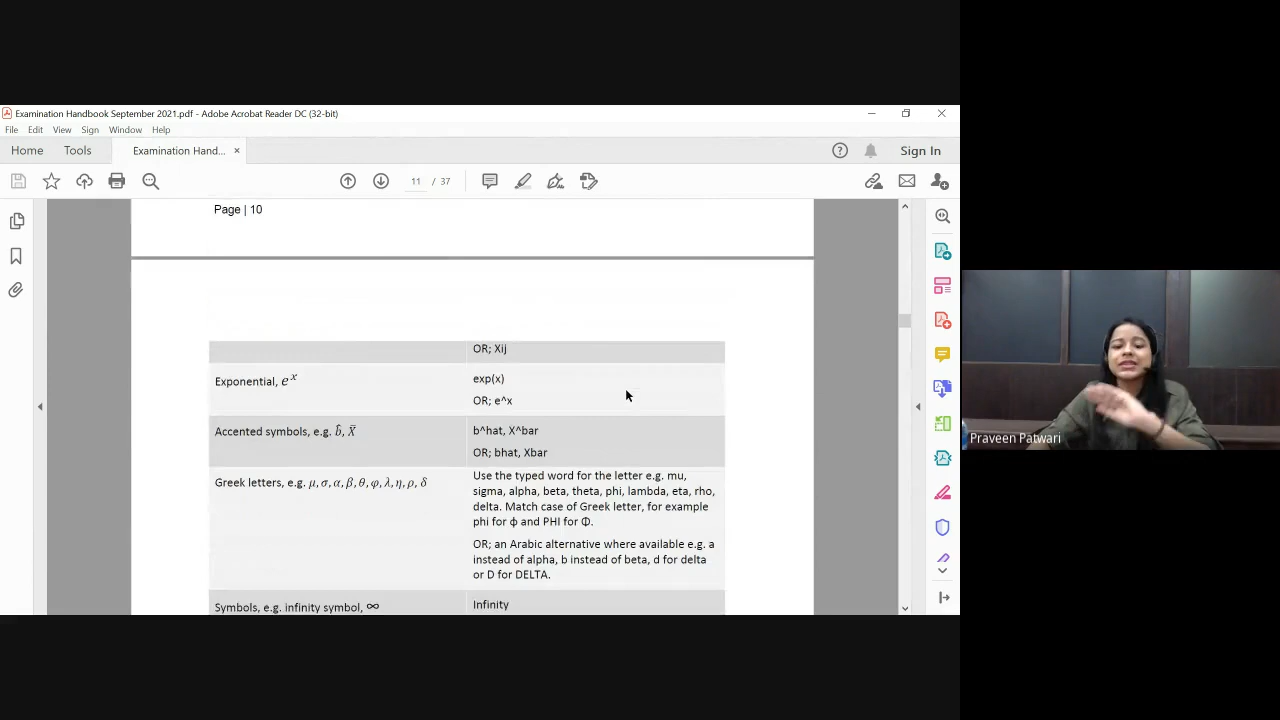 Examination Handbook September 2021.pdf - Adobe Acrobat Reader DC (32-bit)
File Edit View Sign Window Help
Home Tools Examination Hand... × Sign In
11 / 37
Page | 10
OR; Xij
Exponential, e^x
exp(x)
OR; e^x
Accented symbols, e.g. b̂, X̄
b^hat, X^bar
OR; bhat, Xbar
Greek letters, e.g. μ, σ, α, β, θ, φ, λ, η, ρ, δ
Use the typed word for the letter e.g. mu,
sigma, alpha, beta, theta, phi, lambda, eta, rho,
delta. Match case of Greek letter, for example
phi for ф and PHI for Φ.
OR; an Arabic alternative where available e.g. a
instead of alpha, b instead of beta, d for delta
or D for DELTA.
Symbols, e.g. infinity symbol, ∞
Infinity
Praveen Patwari